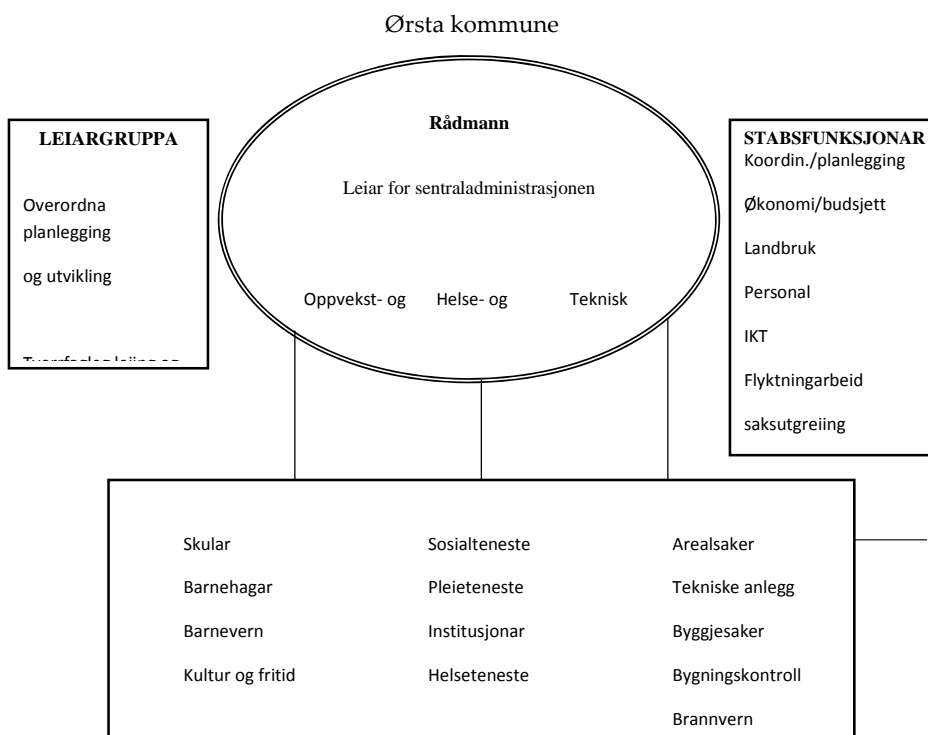 Ørsta kommune
LEIARGRUPPA
Overordna
planlegging
og utvikling
Rådmann
Leiar for sentraladministrasjonen
Oppvekst- og
Helse- og
Teknisk
STABSFUNKSJONAR
Koordin./planlegging
Økonomi/budsjett
Landbruk
Personal
IKT
Flyktningarbeid
saksutgreiing
Skular
Barnehagar
Barnevern
Kultur og fritid
Sosialteneste
Pleieteneste
Institusjonar
Helseteneste
Arealsaker
Tekniske anlegg
Byggjesaker
Bygningskontroll
Brannvern